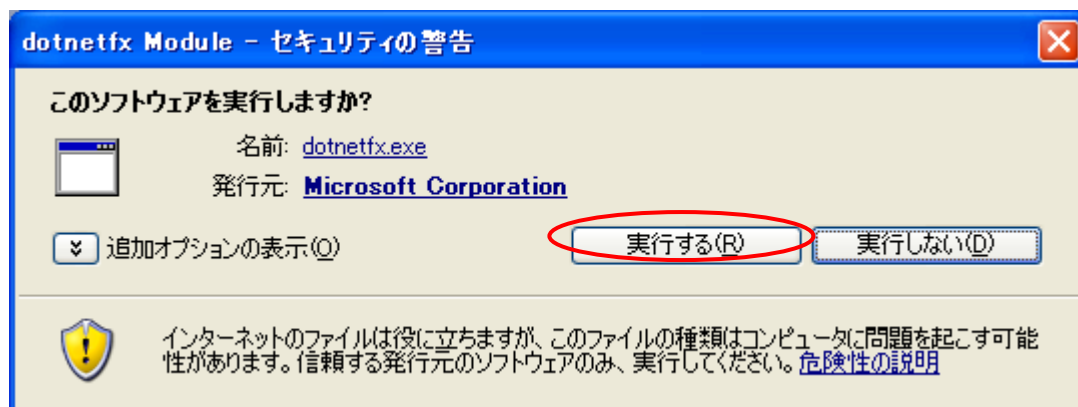 dotnetfx Module - セキュリティの警告
このソフトウェアを実行しますか?
名前: dotnetfx.exe
発行元: Microsoft Corporation
追加オプションの表示(O) 実行する(R) 実行しない(D)
インターネットのファイルは役に立ちますが、このファイルの種類はコンピュータに問題を起こす可能
性があります。信頼する発行元のソフトウェアのみ、実行してください。危険性の説明